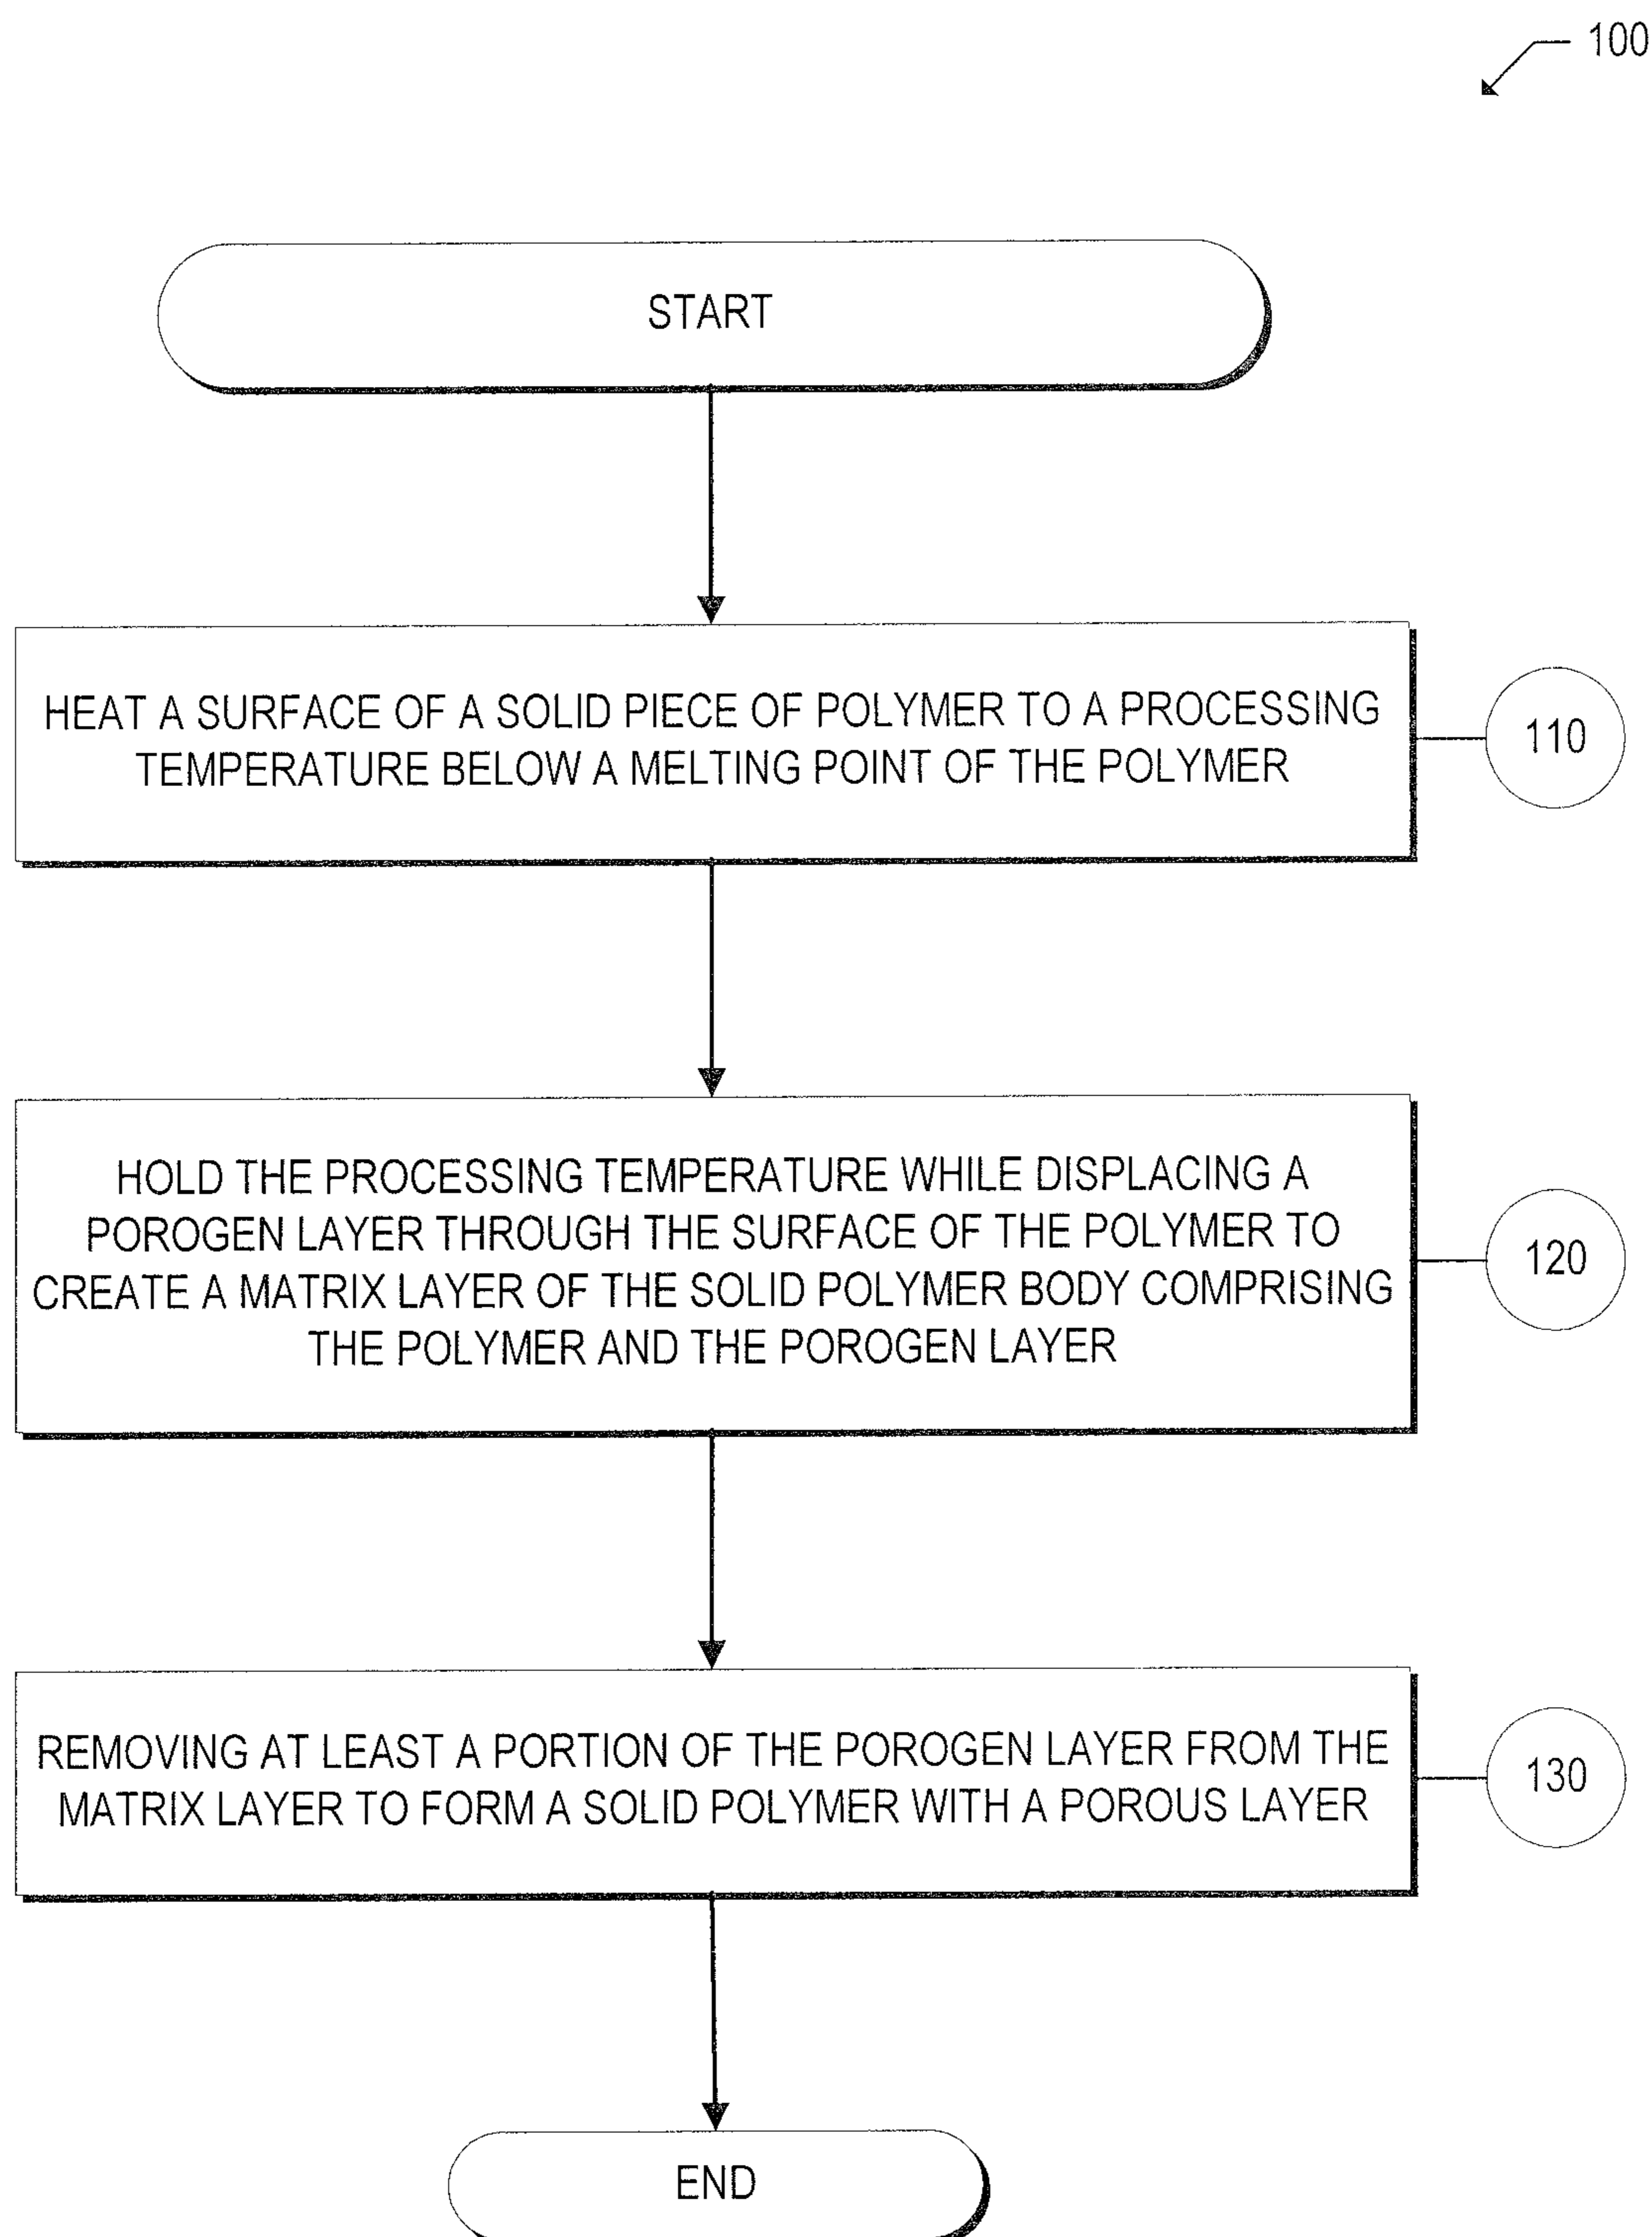 100
START
HEAT A SURFACE OF A SOLID PIECE OF POLYMER TO A PROCESSING
TEMPERATURE BELOW A MELTING POINT OF THE POLYMER
110
HOLD THE PROCESSING TEMPERATURE WHILE DISPLACING A
POROGEN LAYER THROUGH THE SURFACE OF THE POLYMER TO
CREATE A MATRIX LAYER OF THE SOLID POLYMER BODY COMPRISING
THE POLYMER AND THE POROGEN LAYER
120
REMOVING AT LEAST A PORTION OF THE POROGEN LAYER FROM THE
MATRIX LAYER TO FORM A SOLID POLYMER WITH A POROUS LAYER
130
END